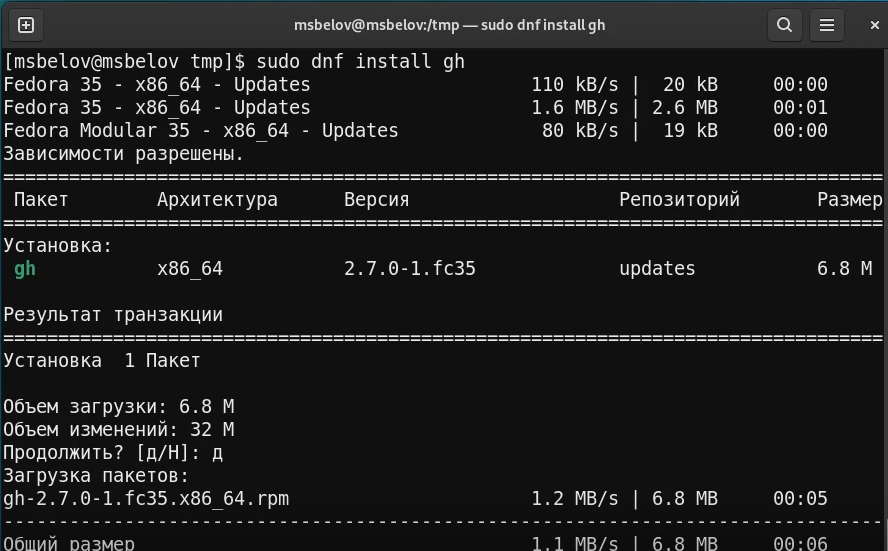 msbelov@msbelov:/tmp — sudo dnf install gh
[msbelov@msbelov tmp]$ sudo dnf install gh
Fedora 35 - x86_64 - Updates 110 kB/s | 20 kB 00:00
Fedora 35 - x86_64 - Updates 1.6 MB/s | 2.6 MB 00:01
Fedora Modular 35 - x86_64 - Updates 80 kB/s | 19 kB 00:00
Зависимости разрешены.
================================================================================
Пакет Архитектура Версия Репозиторий Размер
================================================================================
Установка:
gh x86_64 2.7.0-1.fc35 updates 6.8 M
Результат транзакции
================================================================================
Установка 1 Пакет
Объем загрузки: 6.8 M
Объем изменений: 32 M
Продолжить? [д/Н]: д
Загрузка пакетов:
gh-2.7.0-1.fc35.x86_64.rpm 1.2 MB/s | 6.8 MB 00:05
--------------------------------------------------------------------------------
Общий размер 1.1 MB/s | 6.8 MB 00:06